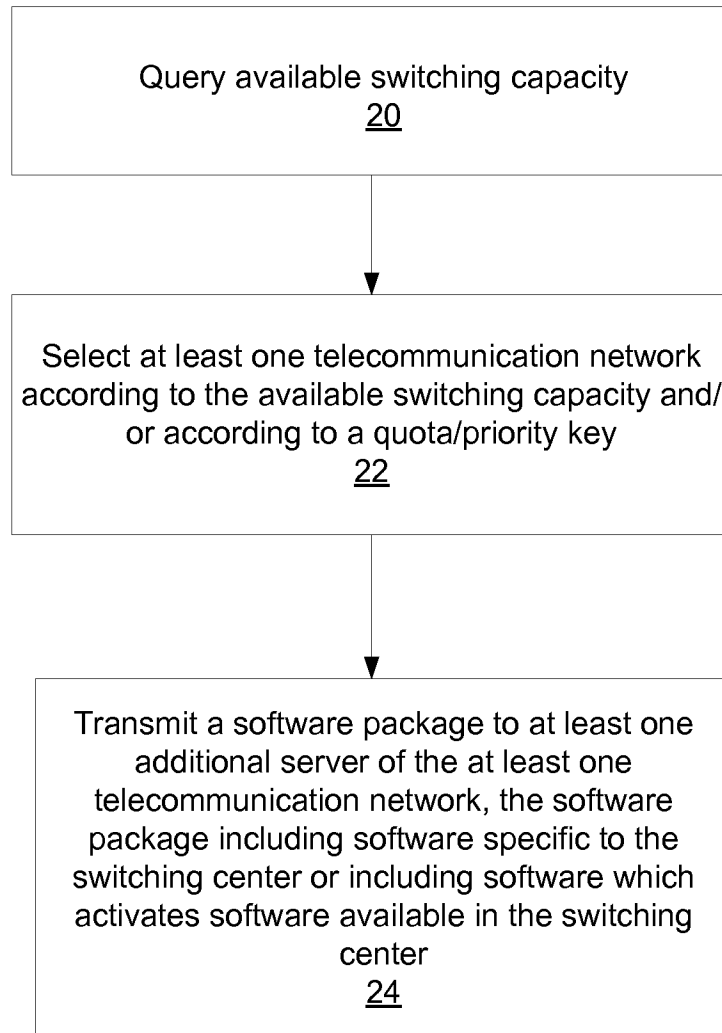 Query available switching capacity
20
Select at least one telecommunication network
according to the available switching capacity and/
or according to a quota/priority key
22
Transmit a software package to at least one
additional server of the at least one
telecommunication network, the software
package including software specific to the
switching center or including software which
activates software available in the switching
center
24